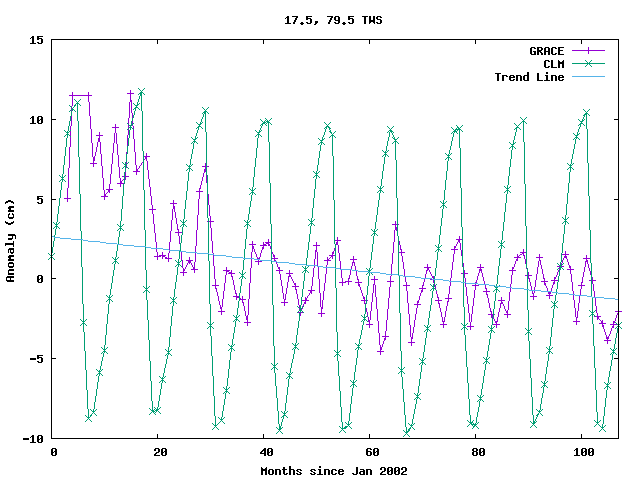 17.5, 79.5 TWS
GRACE
CLM
Trend Line
15
10
5
0
-5
-10
Anomaly (cm)
0 20 40 60 80 100
Months since Jan 2002